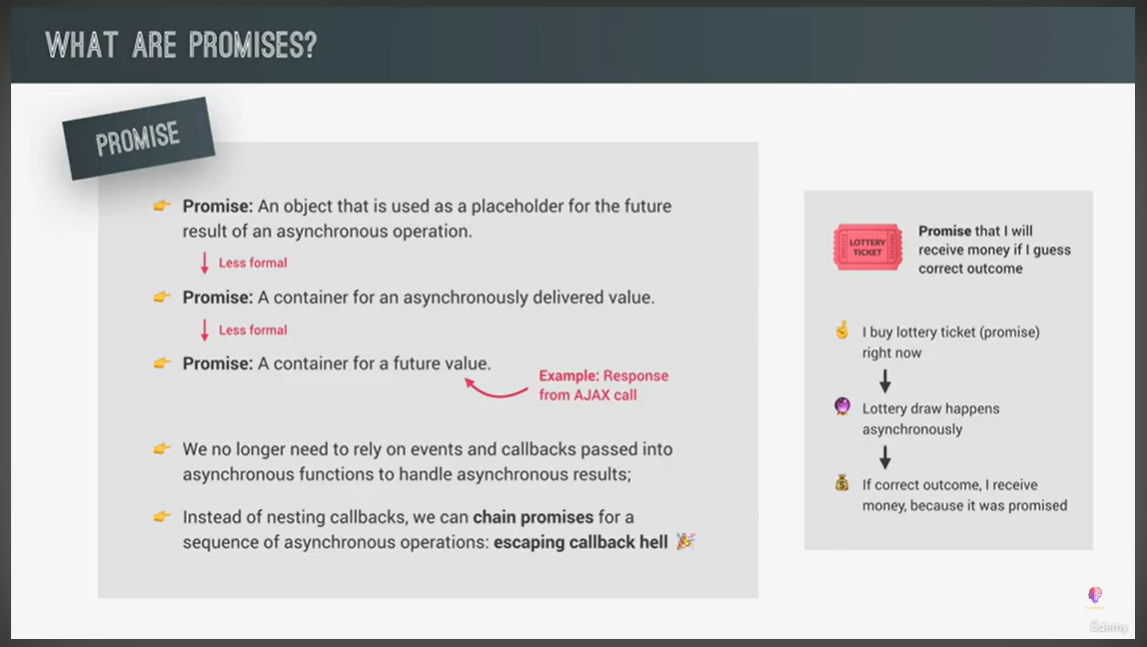 WHAT ARE PROMISES?
PROMISE
Promise: An object that is used as a placeholder for the future
result of an asynchronous operation.
Less formal
Promise: A container for an asynchronously delivered value.
Less formal
Promise: A container for a future value.
Example: Response
from AJAX call
We no longer need to rely on events and callbacks passed into
asynchronous functions to handle asynchronous results;
Instead of nesting callbacks, we can chain promises for a
sequence of asynchronous operations: escaping callback hell
LOTTERY
TICKET
Promise that I will
receive money if I guess
correct outcome
I buy lottery ticket (promise)
right now
Lottery draw happens
asynchronously
If correct outcome, I receive
money, because it was promised
Udemy